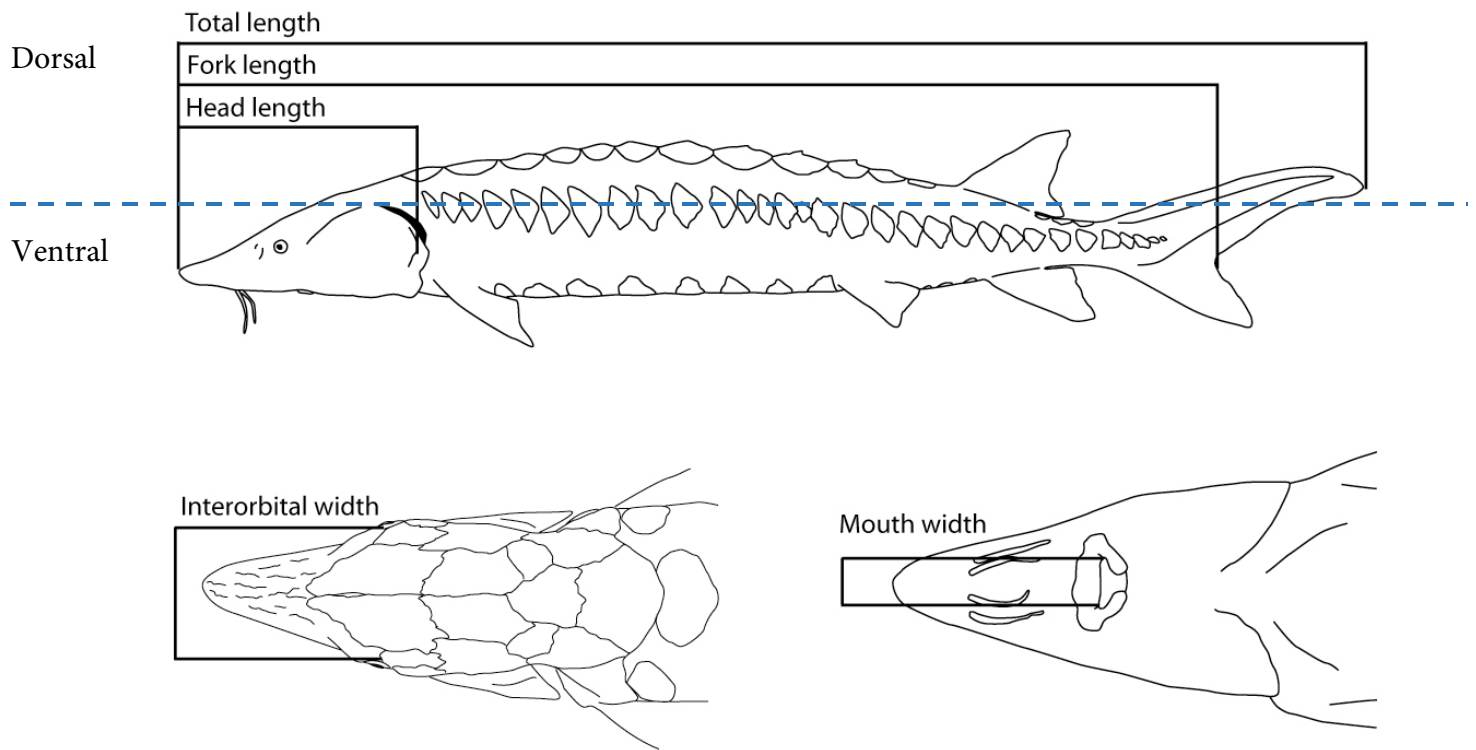 Total length
Dorsal
Fork length
Head length
Ventral
Interorbital width
Mouth width